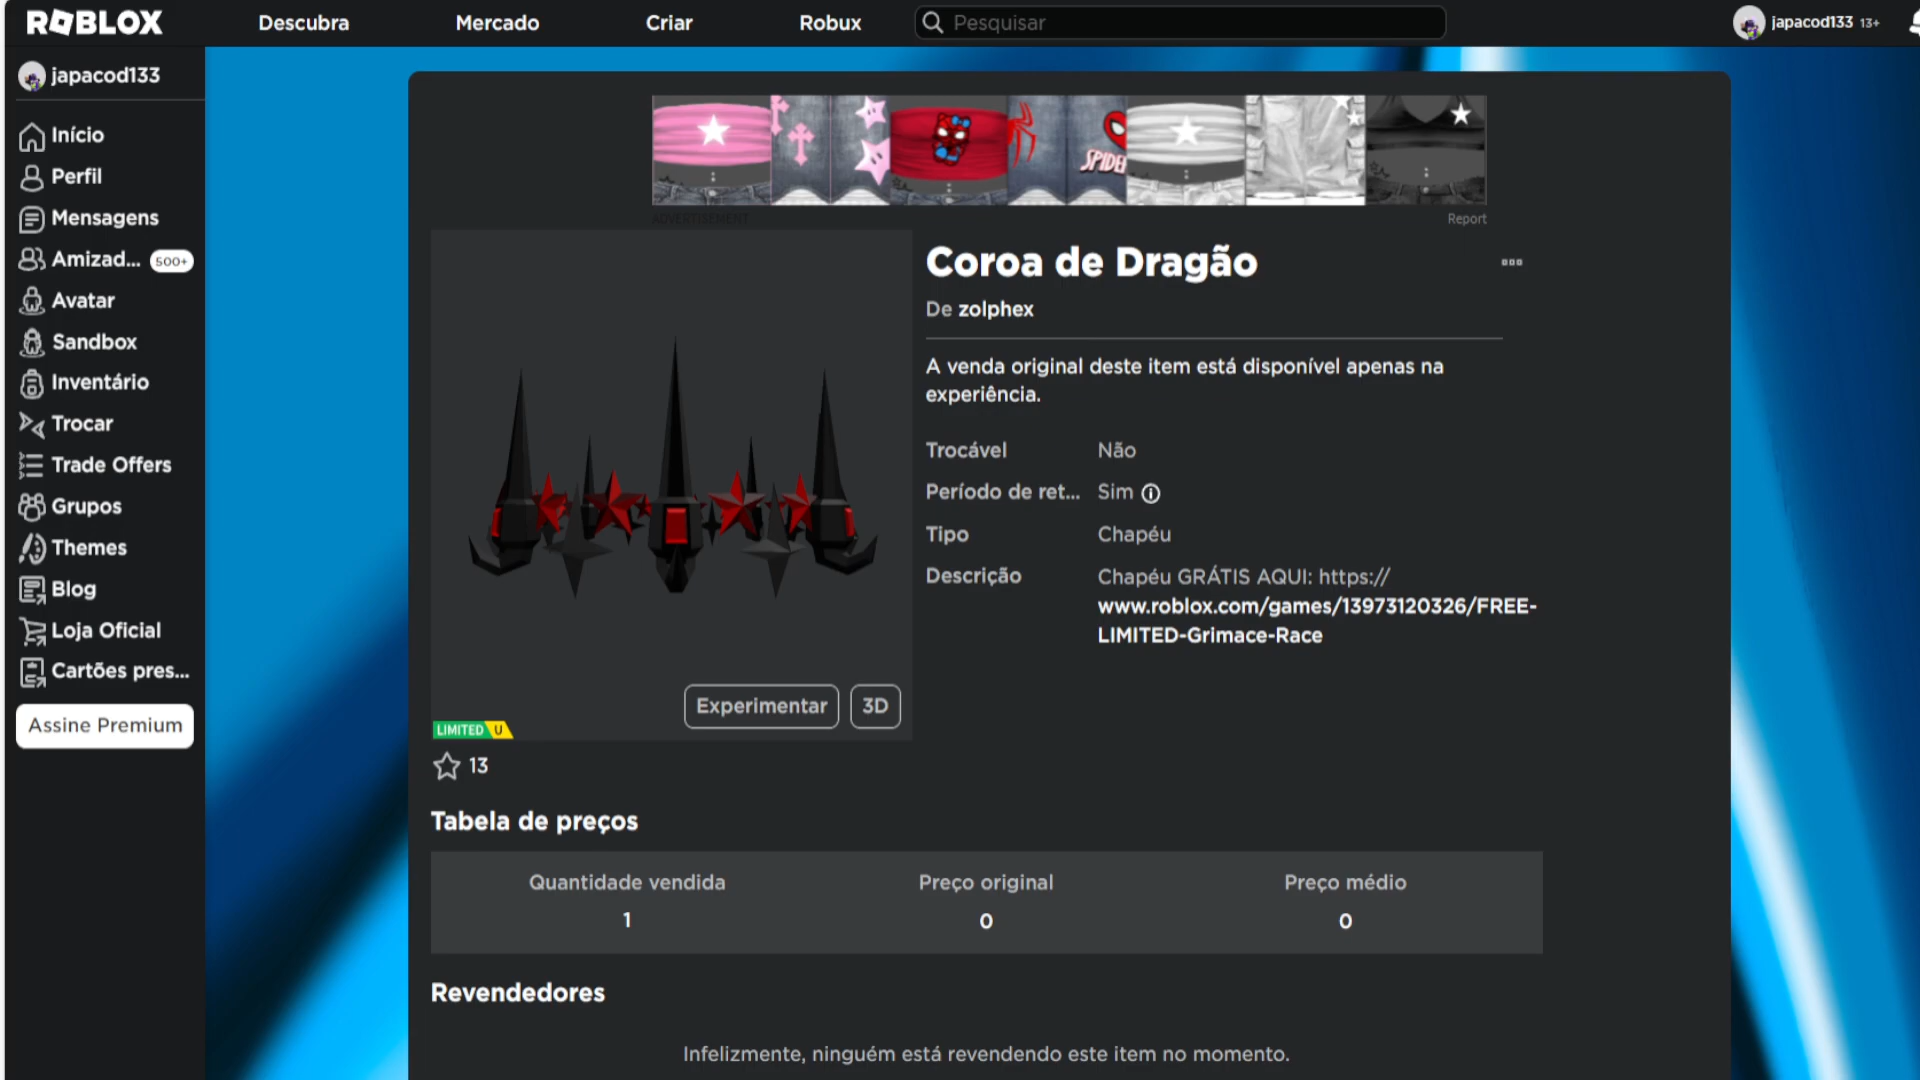 ROBLOX
Descubra
Mercado
Criar
Robux
Pesquisar
japacod133 13+
japacod133
Início
Perfil
Mensagens
Amizad... 500+
Avatar
Sandbox
Inventário
Trocar
Trade Offers
Grupos
Themes
Blog
Loja Oficial
Cartões pres...
Assine Premium
SPIDER
ADVERTISEMENT
Report
Coroa de Dragão
De zolphex
A venda original deste item está disponível apenas na
experiência.
Trocável Não
Período de ret... Sim
Tipo Chapéu
Descrição Chapéu GRÁTIS AQUI: https://
www.roblox.com/games/13973120326/FREE-
LIMITED-Grimace-Race
Experimentar
3D
LIMITED U
13
Tabela de preços
Quantidade vendida Preço original Preço médio
1 0 0
Revendedores
Infelizmente, ninguém está revendendo este item no momento.